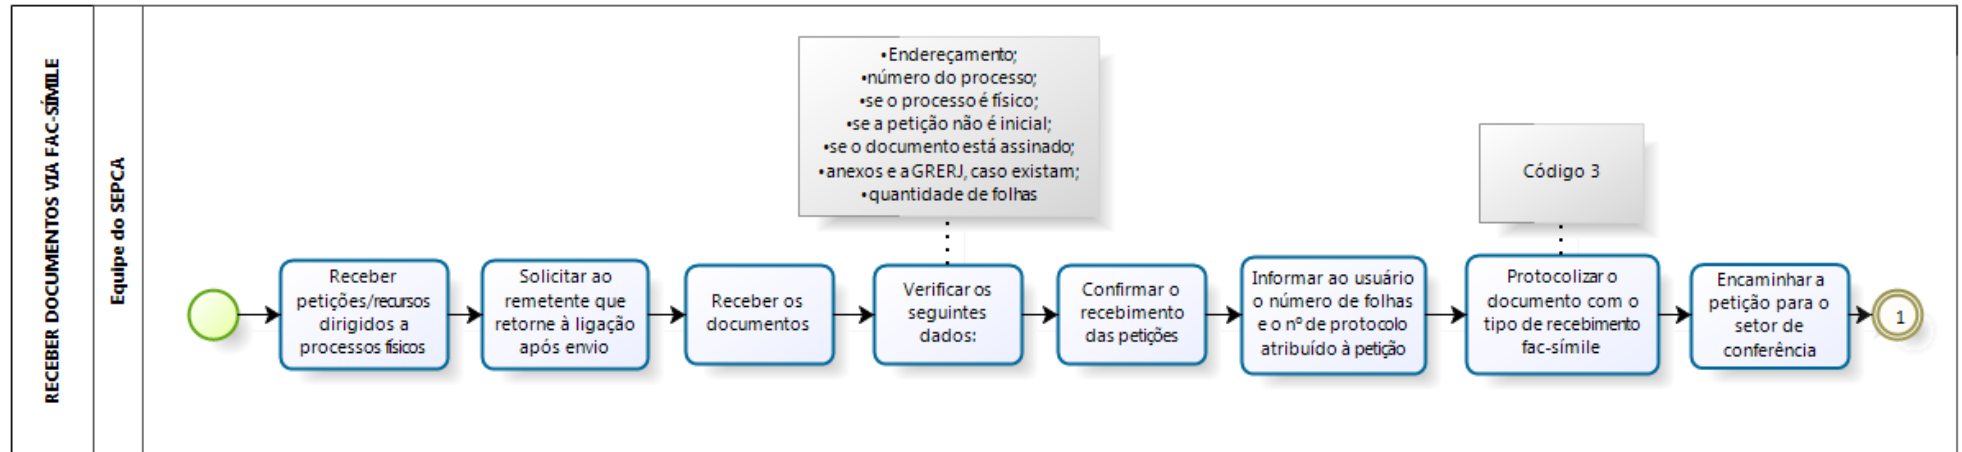 RECEBER DOCUMENTOS VIA FAC-SÍMILE
Equipe do SEPCA
Receber
petições/recursos
dirigidos a
processos físicos
Solicitar ao
remetente que
retorne à ligação
após envio
Receber os
documentos
•Endereçamento;
•número do processo;
•se o processo é físico;
•se a petição não é inicial;
•se o documento está assinado;
•anexos e a GRERJ, caso existam;
•quantidade de folhas
Verificar os
seguintes
dados:
Confirmar o
recebimento
das petições
Informar ao usuário
o número de folhas
e o nº de protocolo
atribuído à petição
Código 3
Protocolizar o
documento com o
tipo de recebimento
fac-símile
Encaminhar a
petição para o
setor de
conferência
1